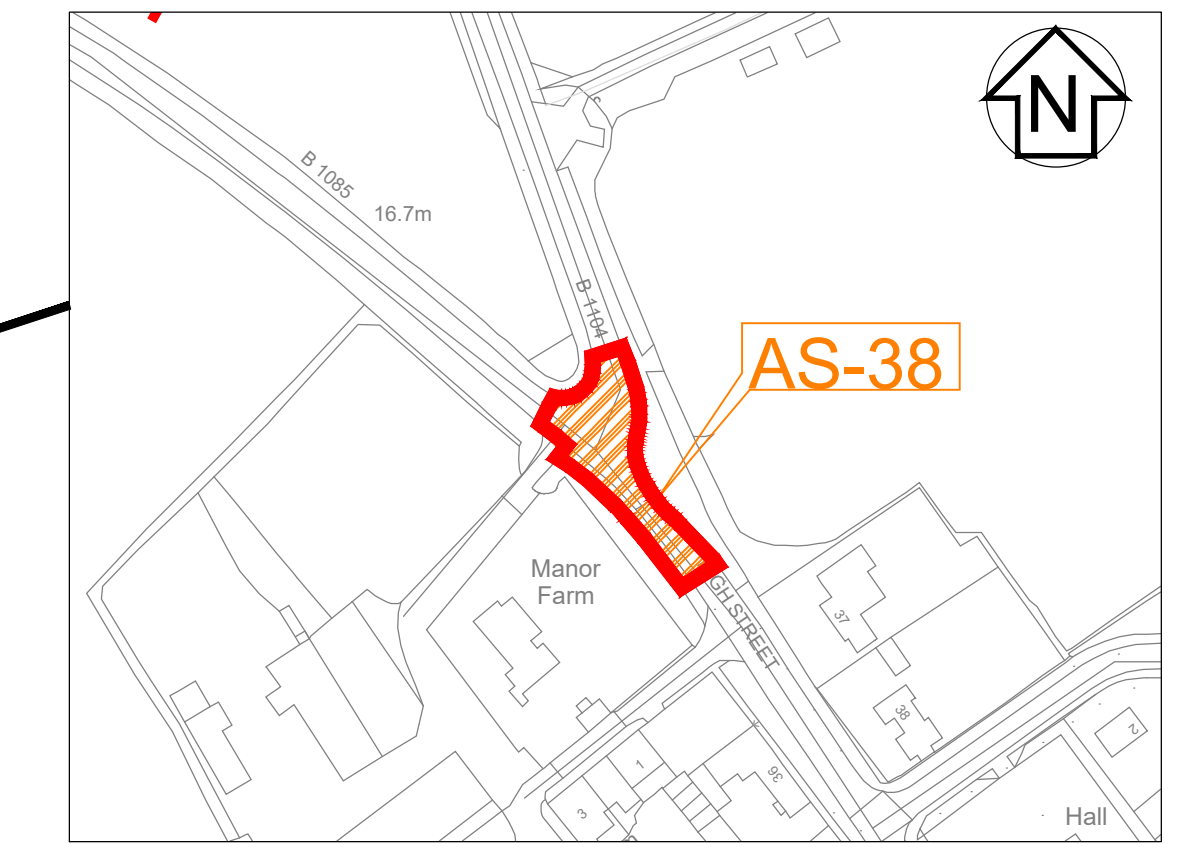 N
B 1085
16.7m
B 1104
AS-38
Manor
Farm
GH STREET
37
38
2
1
36
3
Hall